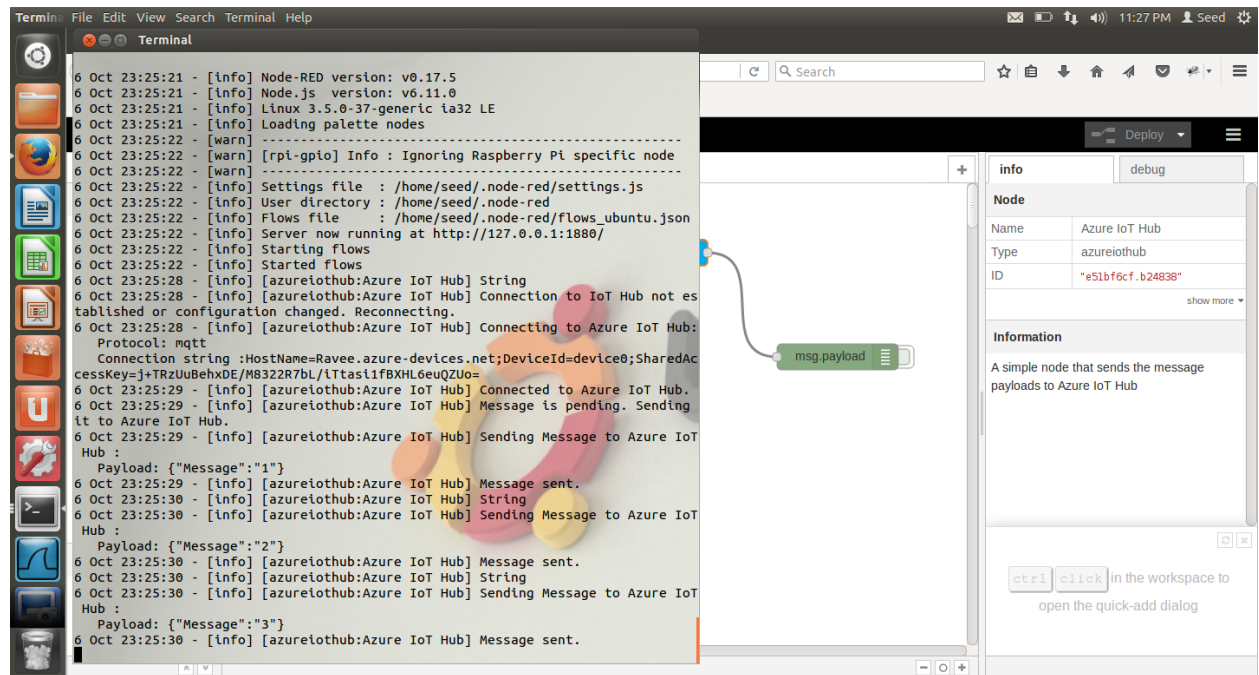 Termin File Edit View Search Terminal Help
11:27 PM Seed
Terminal
6 Oct 23:25:21 - [info] Node-RED version: v0.17.5
6 Oct 23:25:21 - [info] Node.js  version: v6.11.0
6 Oct 23:25:21 - [info] Linux 3.5.0-37-generic ia32 LE
6 Oct 23:25:21 - [info] Loading palette nodes
6 Oct 23:25:22 - [warn] ------------------------------------------------------
6 Oct 23:25:22 - [warn] [rpi-gpio] Info : Ignoring Raspberry Pi specific node
6 Oct 23:25:22 - [warn] ------------------------------------------------------
6 Oct 23:25:22 - [info] Settings file  : /home/seed/.node-red/settings.js
6 Oct 23:25:22 - [info] User directory : /home/seed/.node-red
6 Oct 23:25:22 - [info] Flows file     : /home/seed/.node-red/flows_ubuntu.json
6 Oct 23:25:22 - [info] Server now running at http://127.0.0.1:1880/
6 Oct 23:25:22 - [info] Starting flows
6 Oct 23:25:22 - [info] Started flows
6 Oct 23:25:28 - [info] [azureiothub:Azure IoT Hub] String
6 Oct 23:25:28 - [info] [azureiothub:Azure IoT Hub] Connection to IoT Hub not es
tablished or configuration changed. Reconnecting.
6 Oct 23:25:28 - [info] [azureiothub:Azure IoT Hub] Connecting to Azure IoT Hub:
Protocol: mqtt
Connection string :HostName=Ravee.azure-devices.net;DeviceId=device0;SharedAc
cessKey=j+TRzUuBehxDE/M8322R7bL/iTtasi1fBXHL6euQZUo=
6 Oct 23:25:29 - [info] [azureiothub:Azure IoT Hub] Connected to Azure IoT Hub.
6 Oct 23:25:29 - [info] [azureiothub:Azure IoT Hub] Message is pending. Sending
it to Azure IoT Hub.
6 Oct 23:25:29 - [info] [azureiothub:Azure IoT Hub] Sending Message to Azure IoT
Hub :
Payload: {"Message":"1"}
6 Oct 23:25:29 - [info] [azureiothub:Azure IoT Hub] Message sent.
6 Oct 23:25:30 - [info] [azureiothub:Azure IoT Hub] String
6 Oct 23:25:30 - [info] [azureiothub:Azure IoT Hub] Sending Message to Azure IoT
Hub :
Payload: {"Message":"2"}
6 Oct 23:25:30 - [info] [azureiothub:Azure IoT Hub] Message sent.
6 Oct 23:25:30 - [info] [azureiothub:Azure IoT Hub] String
6 Oct 23:25:30 - [info] [azureiothub:Azure IoT Hub] Sending Message to Azure IoT
Hub :
Payload: {"Message":"3"}
6 Oct 23:25:30 - [info] [azureiothub:Azure IoT Hub] Message sent.
Search
Deploy
msg.payload
info debug
Node
Name Azure IoT Hub
Type azureiothub
ID "e51bf6cf.b24838"
show more
Information
A simple node that sends the message
payloads to Azure IoT Hub
ctrl click in the workspace to
open the quick-add dialog